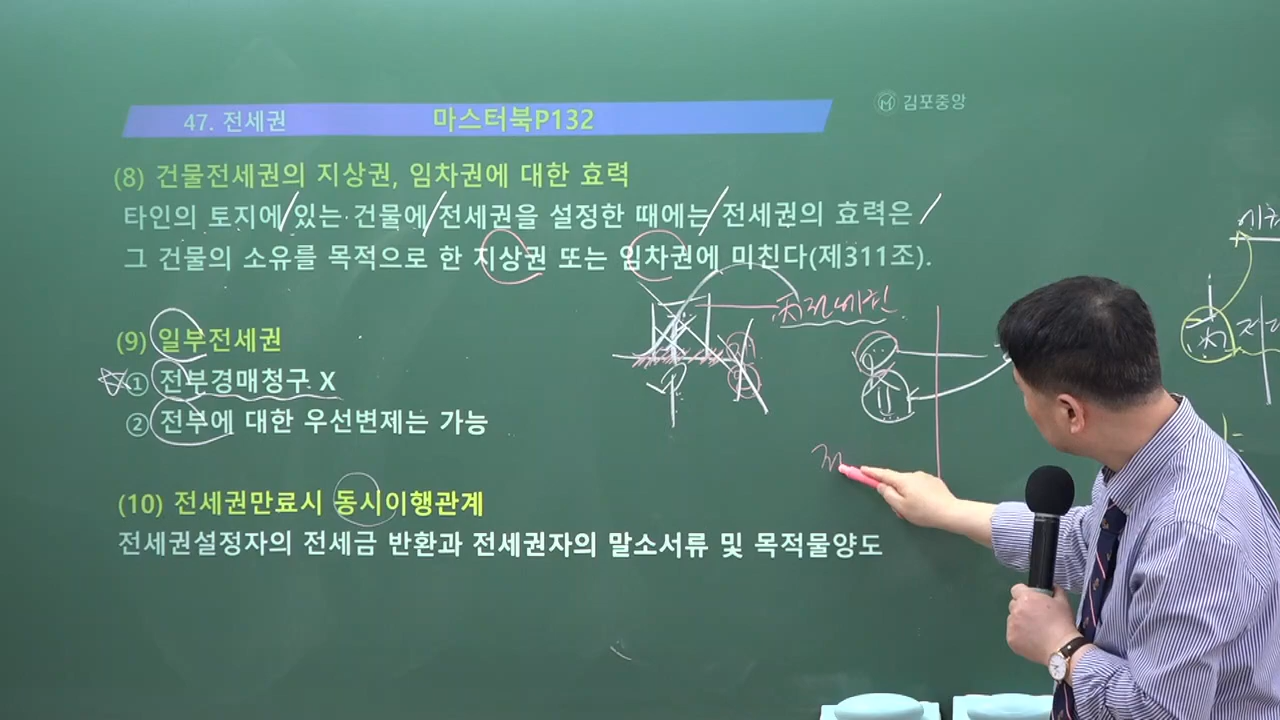 47. 전세권 마스터북P132
김포중앙
(8) 건물전세권의 지상권, 임차권에 대한 효력
타인의 토지에 있는 건물에 전세권을 설정한 때에는 전세권의 효력은
그 건물의 소유를 목적으로 한 지상권 또는 임차권에 미친다(제311조).
(9) 일부전세권
① 전부경매청구 X
② 전부에 대한 우선변제는 가능
(10) 전세권만료시 동시이행관계
전세권설정자의 전세금 반환과 전세권자의 말소서류 및 목적물양도
丙전세권